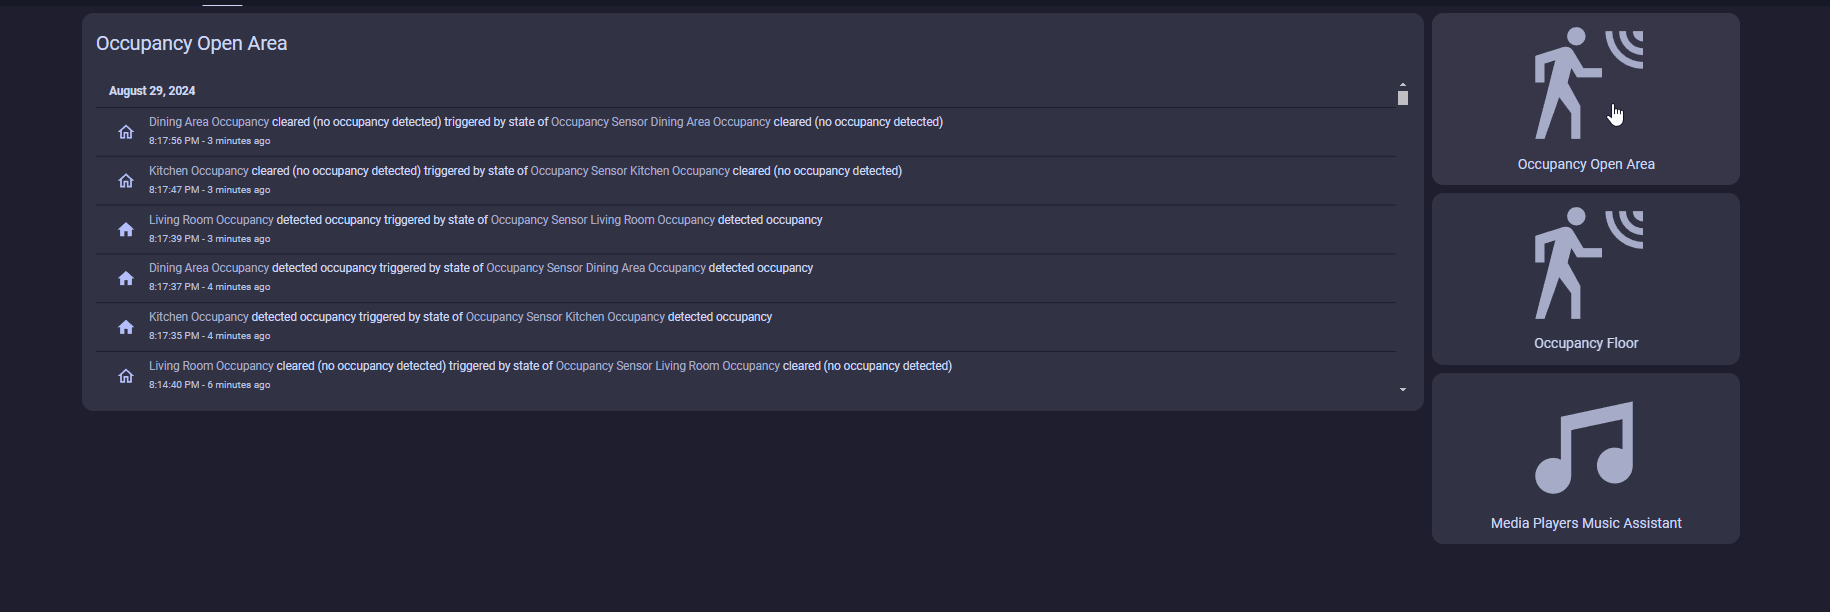 Occupancy Open Area
August 29, 2024
Dining Area Occupancy cleared (no occupancy detected) triggered by state of Occupancy Sensor Dining Area Occupancy cleared (no occupancy detected)
8:17:56 PM - 3 minutes ago
Kitchen Occupancy cleared (no occupancy detected) triggered by state of Occupancy Sensor Kitchen Occupancy cleared (no occupancy detected)
8:17:47 PM - 3 minutes ago
Living Room Occupancy detected occupancy triggered by state of Occupancy Sensor Living Room Occupancy detected occupancy
8:17:39 PM - 3 minutes ago
Dining Area Occupancy detected occupancy triggered by state of Occupancy Sensor Dining Area Occupancy detected occupancy
8:17:37 PM - 4 minutes ago
Kitchen Occupancy detected occupancy triggered by state of Occupancy Sensor Kitchen Occupancy detected occupancy
8:17:35 PM - 4 minutes ago
Living Room Occupancy cleared (no occupancy detected) triggered by state of Occupancy Sensor Living Room Occupancy cleared (no occupancy detected)
8:14:40 PM - 6 minutes ago
Occupancy Open Area
Occupancy Floor
Media Players Music Assistant